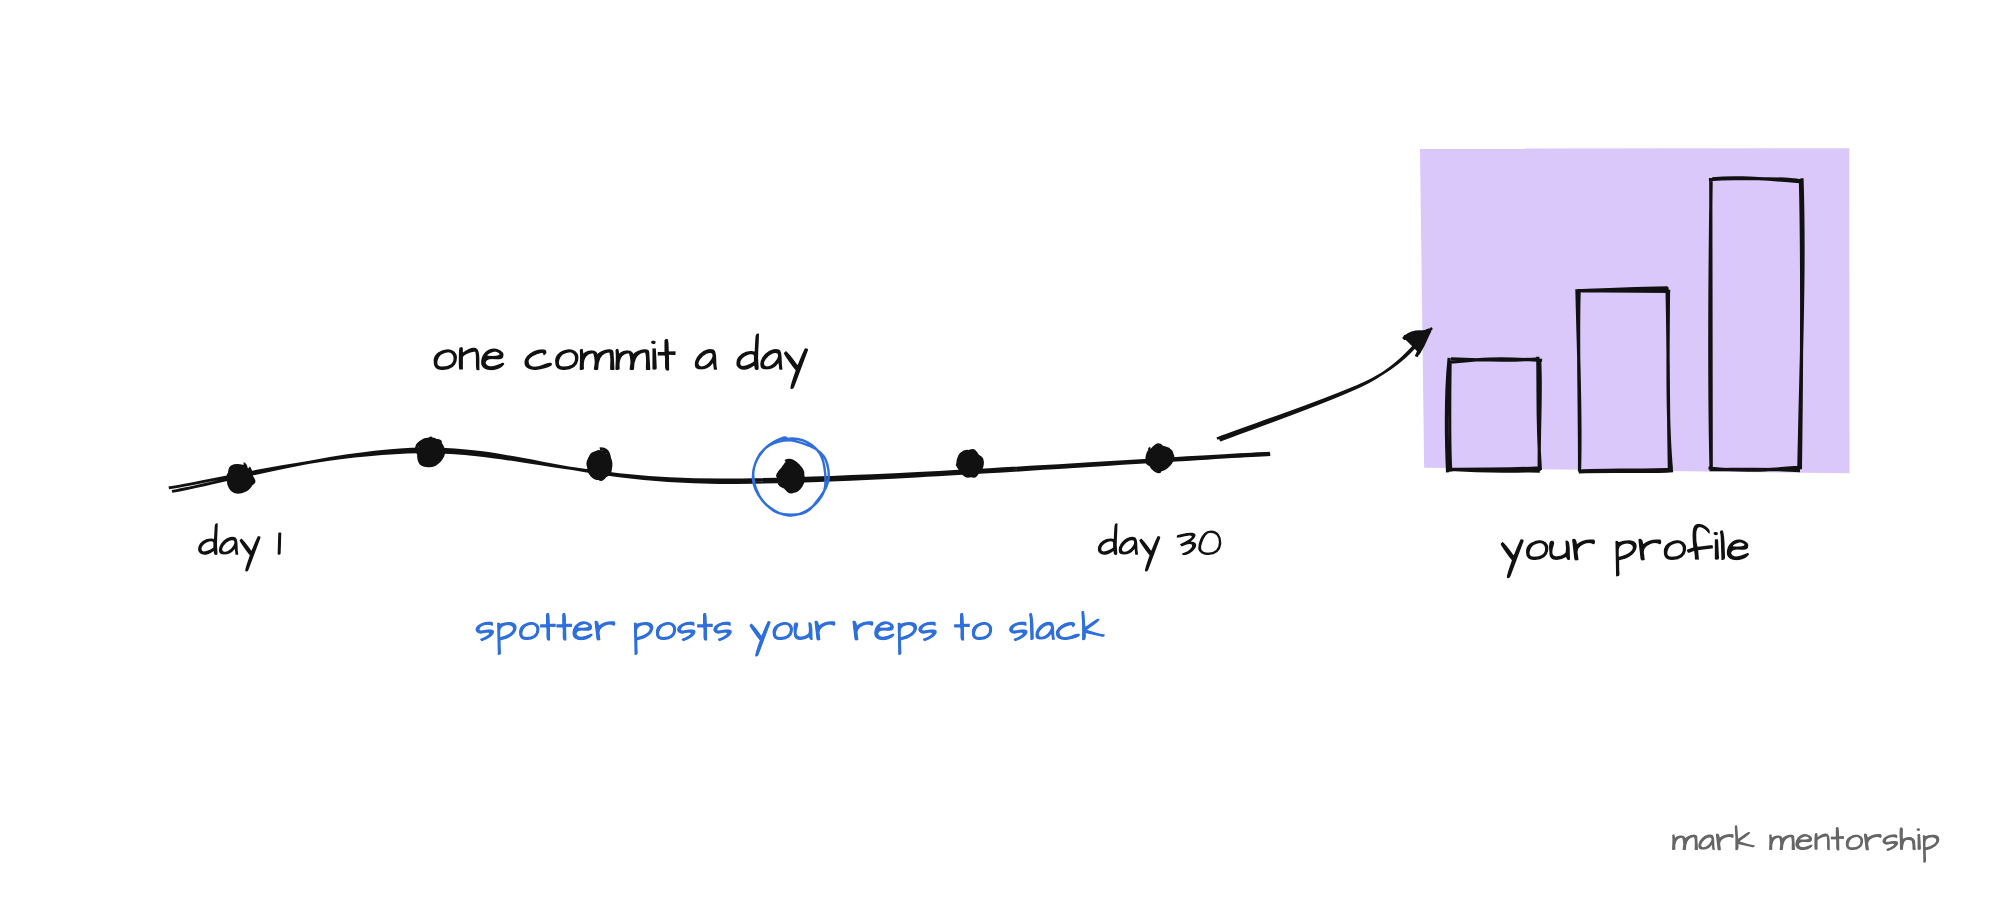 one commit a day
day 1
day 30
your profile
spotter posts your reps to slack
mark mentorship